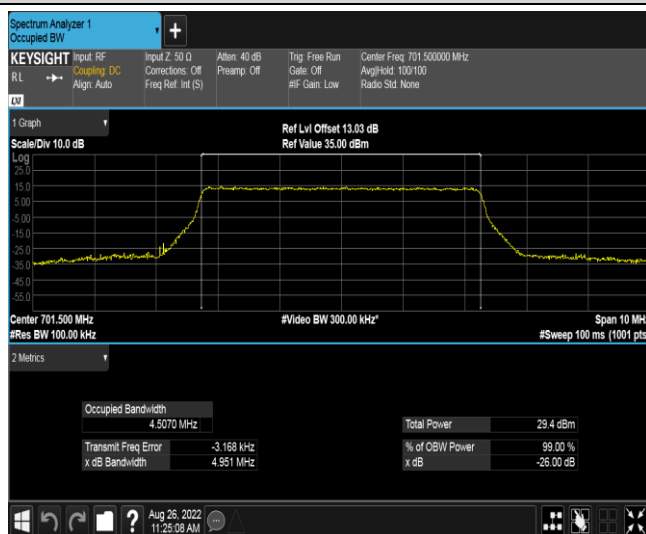 Spectrum Analyzer 1
Occupied BW
+
KEYSIGHT Input: RF Input Z: 50 Ω Atten: 40 dB Trig: Free Run Center Freq: 701.500000 MHz
RL Coupling: DC Corrections: Off Preamp: Off Gate: Off Avg|Hold: 100/100
Align: Auto Freq Ref: Int (S) #IF Gain: Low Radio Std: None
LXI
1 Graph
Ref Lvl Offset 13.03 dB
Scale/Div 10.0 dB Ref Value 35.00 dBm
Log
25.0
15.0
5.00
-5.00
-15.0
-25.0
-35.0
-45.0
-55.0
Center 701.500 MHz #Video BW 300.00 kHz* Span 10 MHz
#Res BW 100.00 kHz #Sweep 100 ms (1001 pts
2 Metrics
Occupied Bandwidth
4.5070 MHz Total Power 29.4 dBm
Transmit Freq Error -3.168 kHz % of OBW Power 99.00 %
x dB Bandwidth 4.951 MHz x dB -26.00 dB
? Aug 26, 2022
11:25:08 AM